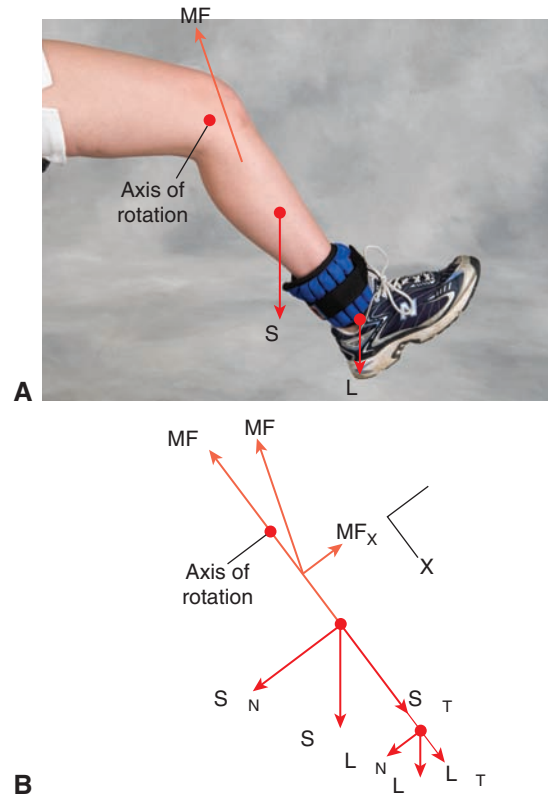 MF
Axis of
rotation
S
L
A
MF MF
MFX
X
Axis of
rotation
S N
S
S T
L N
L
L T
B